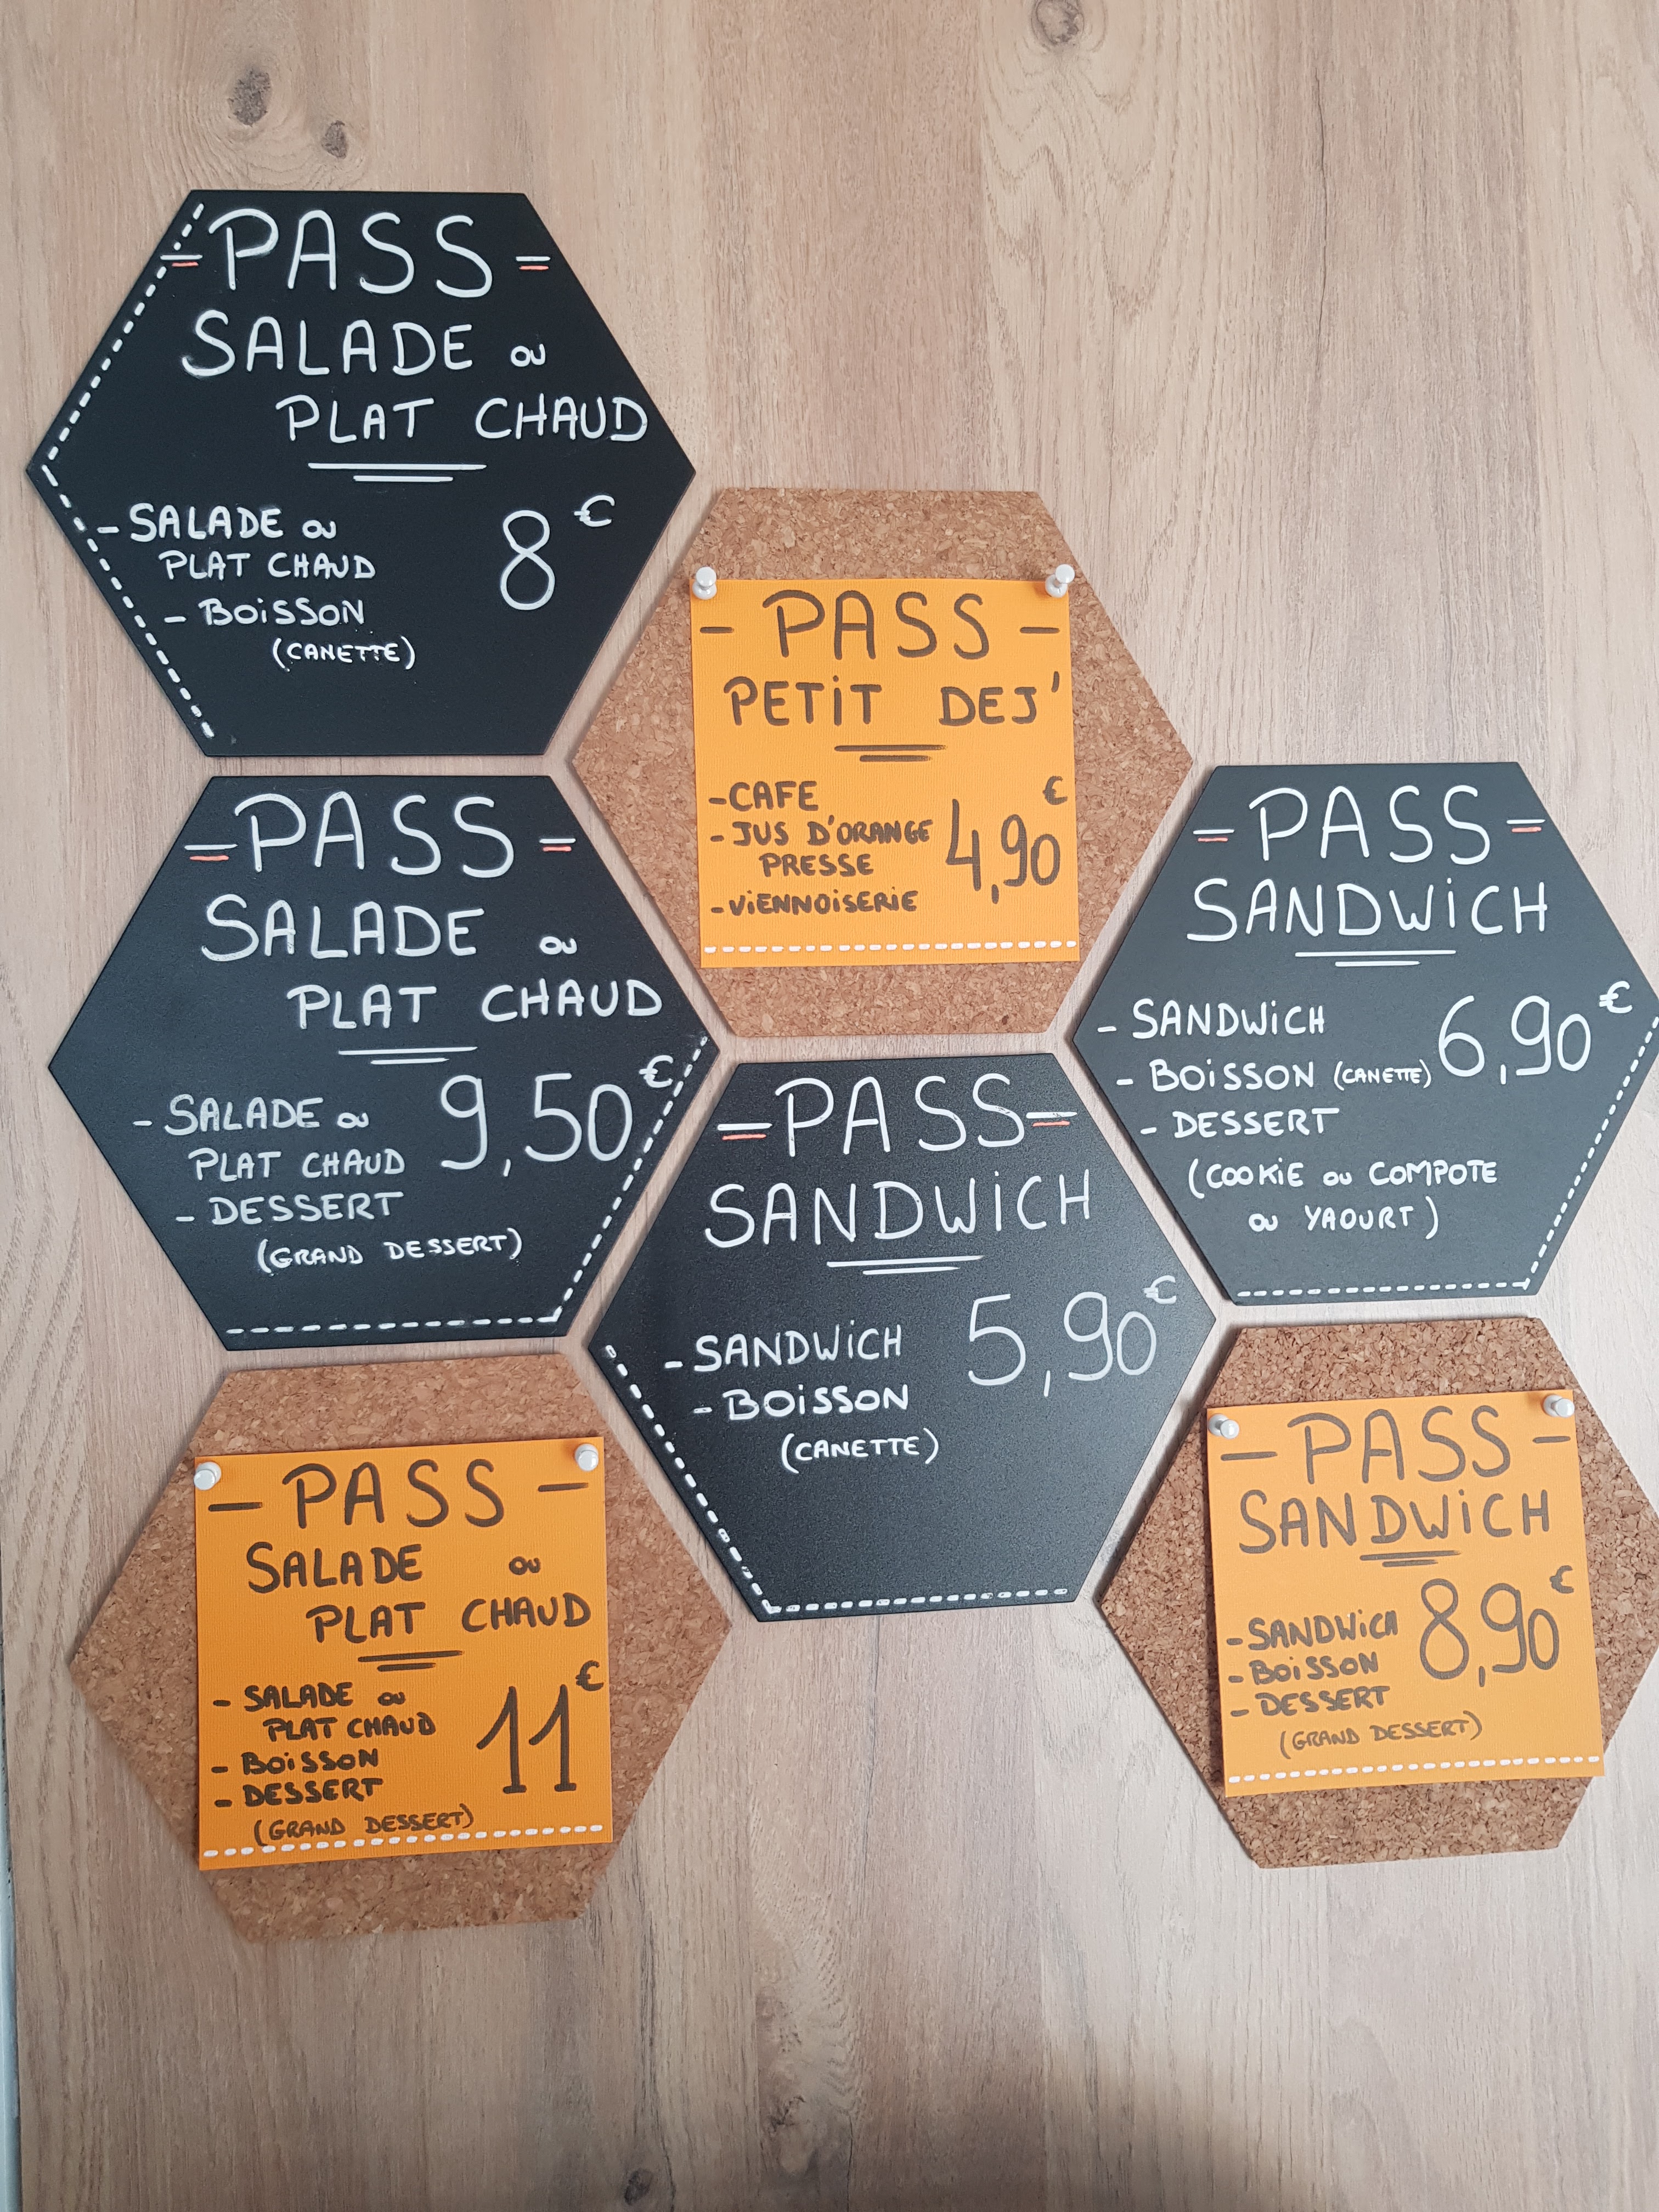 = PASS =
SALADE ou
PLAT CHAUD
- SALADE ou
PLAT CHAUD
- BOISSON
(CANETTE)
8 €
- PASS -
PETIT DEJ'
- CAFE
- JUS D'ORANGE
PRESSE
- VIENNOISERIE
4,90 €
= PASS =
SALADE ou
PLAT CHAUD
- SALADE ou
PLAT CHAUD
- DESSERT
(GRAND DESSERT)
9,50 €
= PASS =
SANDWICH
- SANDWICH
- BOISSON (CANETTE)
- DESSERT
(COOKIE ou COMPOTE
ou YAOURT)
6,90 €
= PASS =
SANDWICH
- SANDWICH
- BOISSON
(CANETTE)
5,90 €
- PASS -
SALADE ou
PLAT CHAUD
- SALADE ou
PLAT CHAUD
- BOISSON
- DESSERT
(GRAND DESSERT)
11 €
- PASS -
SANDWICH
- SANDWICH
- BOISSON
- DESSERT
(GRAND DESSERT)
8,90 €